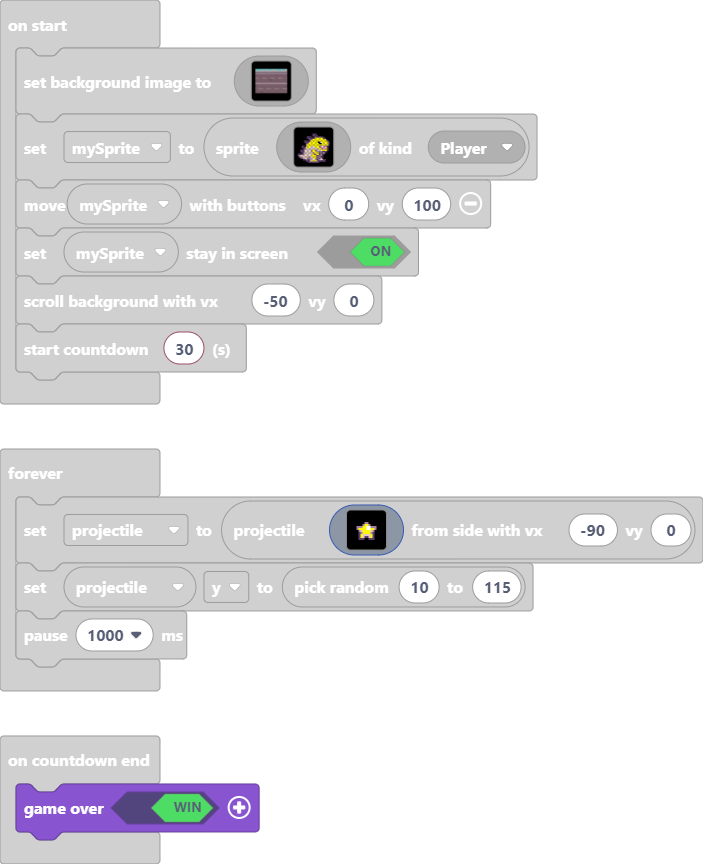 on start
set background image to
set mySprite to sprite of kind Player
move mySprite with buttons vx 0 vy 100
set mySprite stay in screen ON
scroll background with vx -50 vy 0
start countdown 30 (s)
forever
set projectile to projectile from side with vx -90 vy 0
set projectile y to pick random 10 to 115
pause 1000 ms
on countdown end
game over WIN